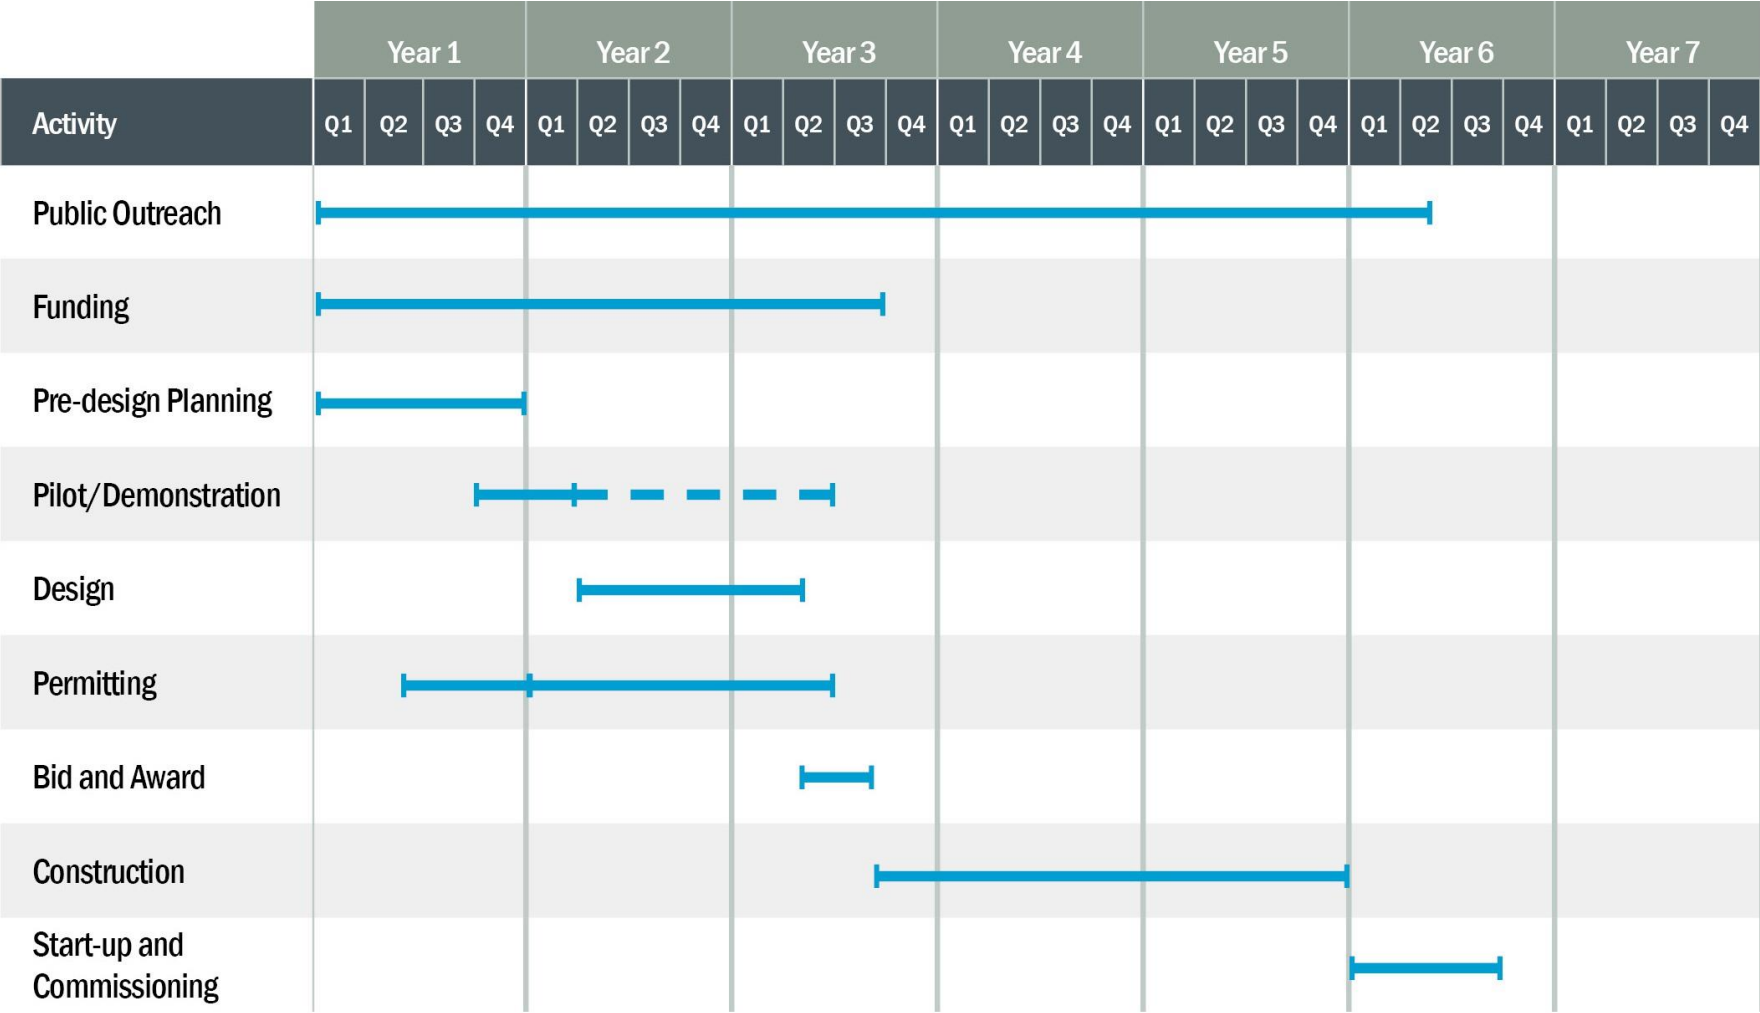 Year 1 Year 2 Year 3 Year 4 Year 5 Year 6 Year 7
Activity Q1 Q2 Q3 Q4 Q1 Q2 Q3 Q4 Q1 Q2 Q3 Q4 Q1 Q2 Q3 Q4 Q1 Q2 Q3 Q4 Q1 Q2 Q3 Q4 Q1 Q2 Q3 Q4
Public Outreach
Funding
Pre-design Planning
Pilot/Demonstration
Design
Permitting
Bid and Award
Construction
Start-up and
Commissioning